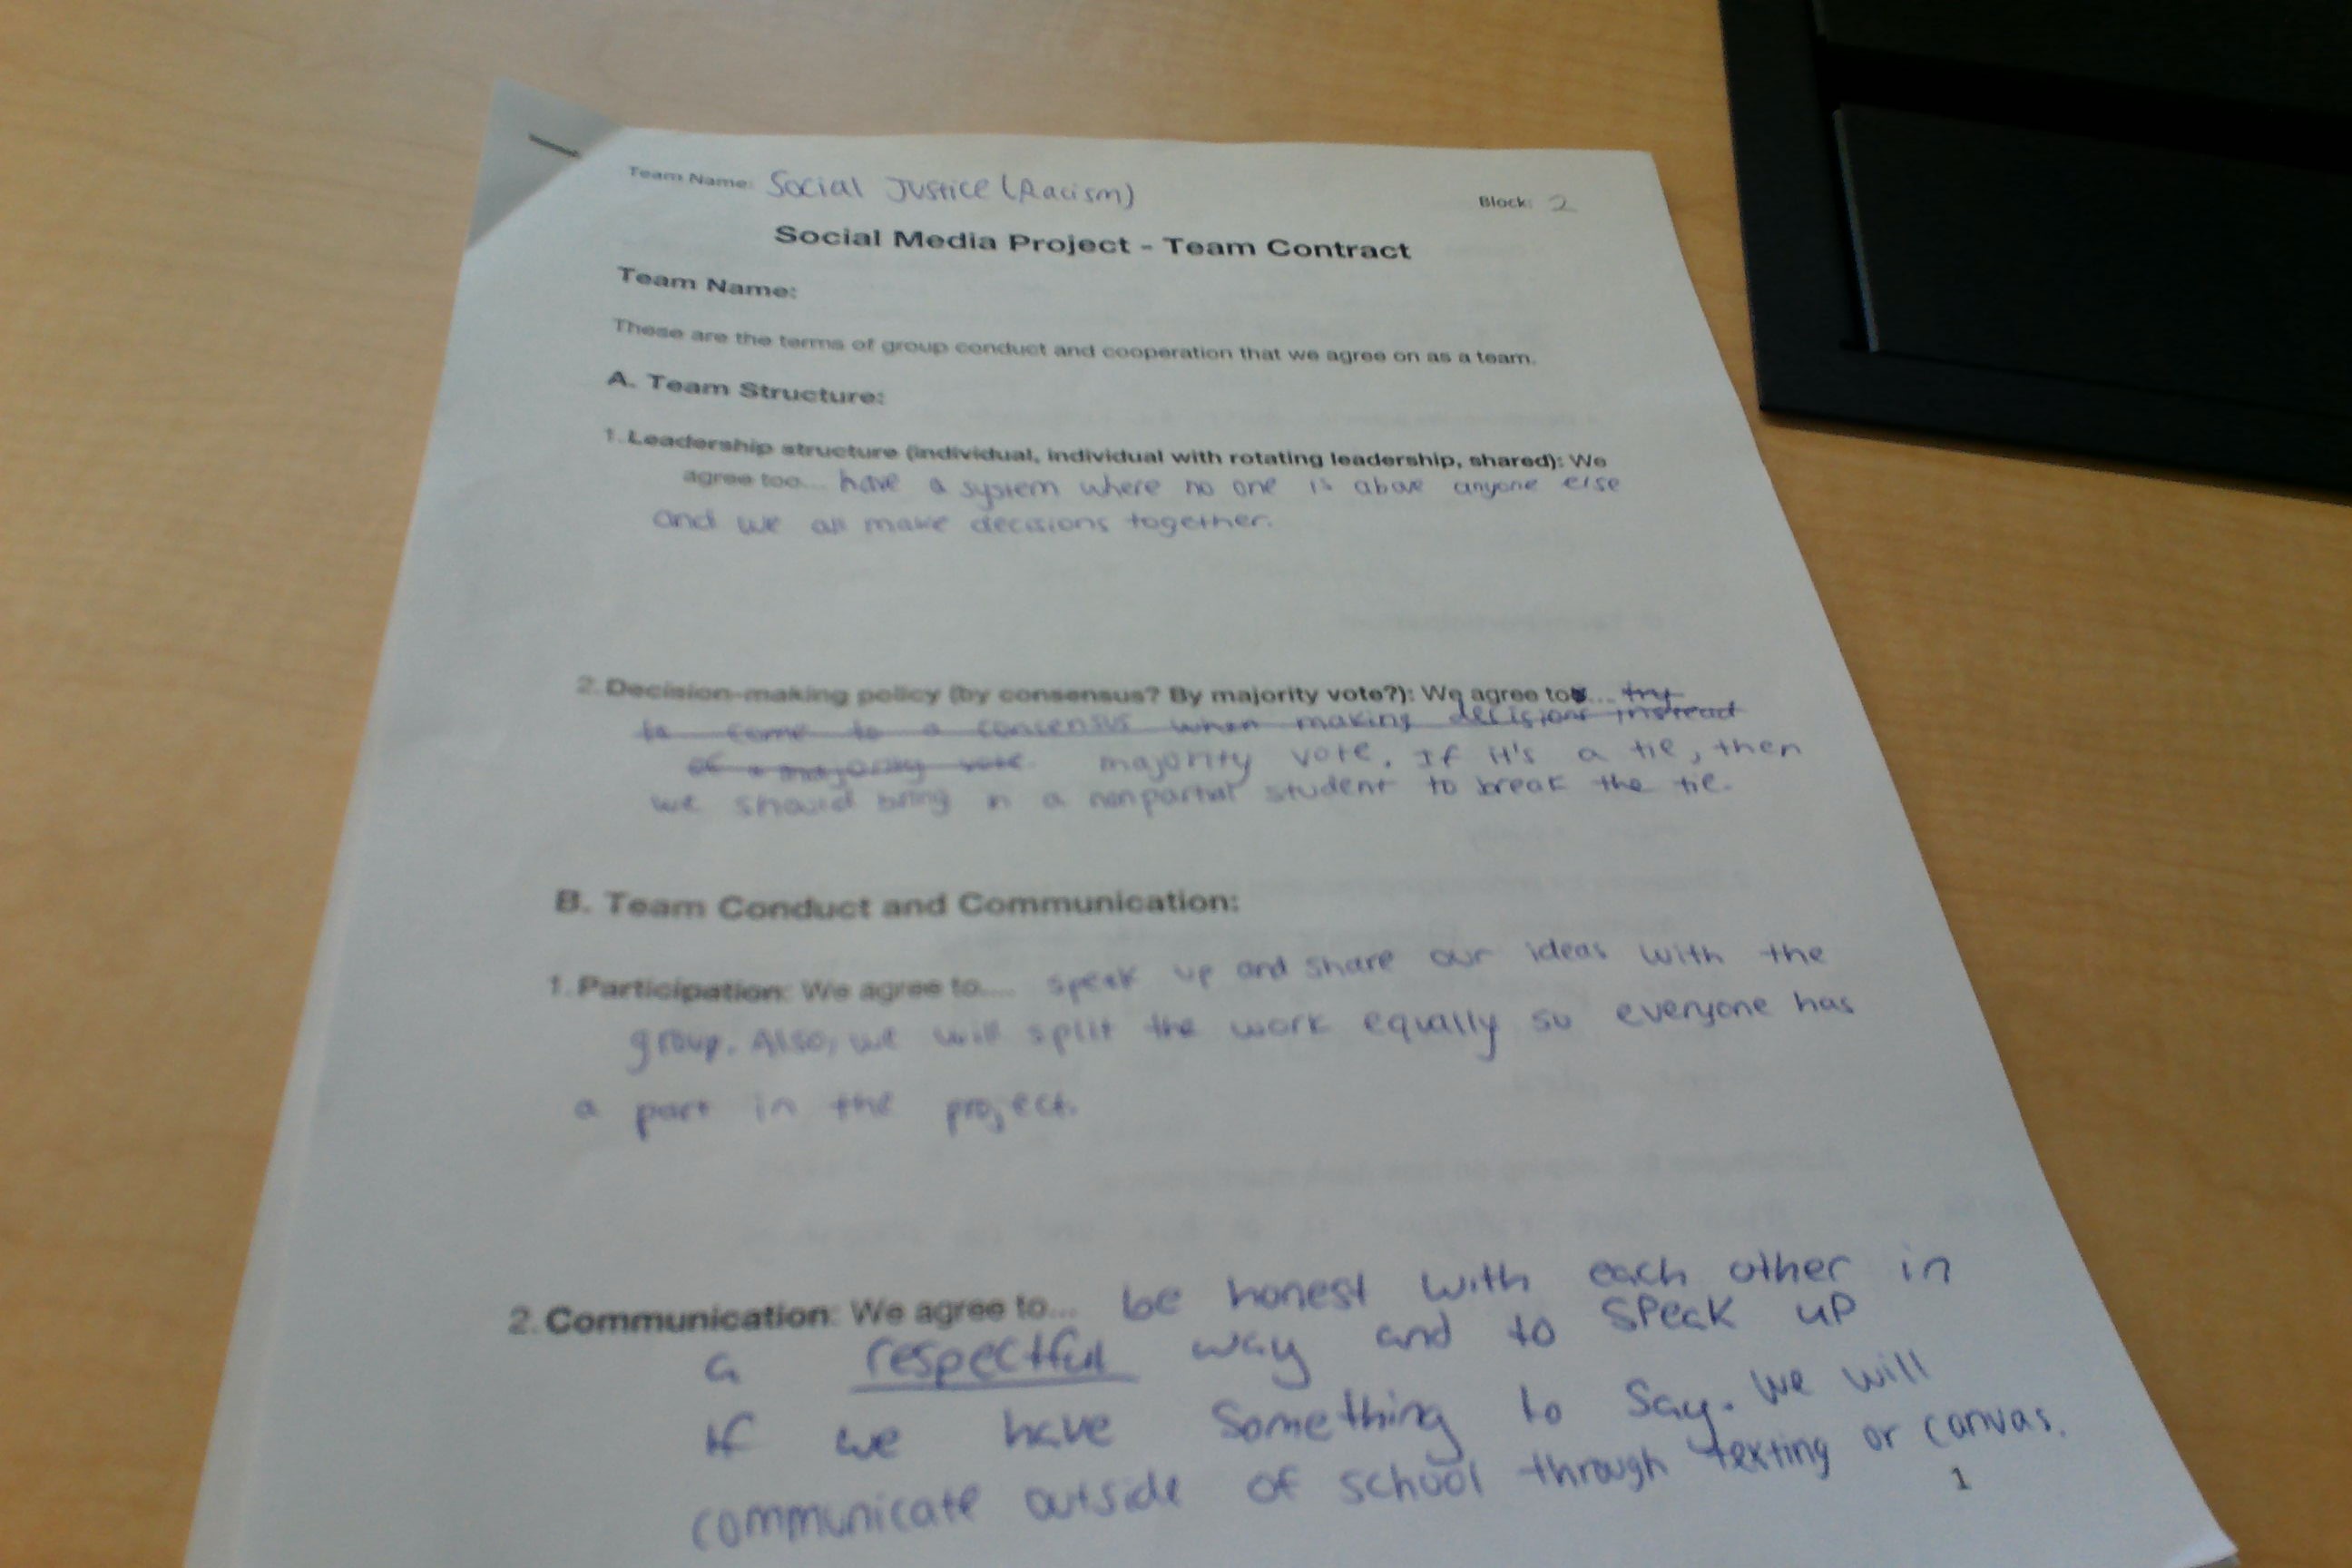 Team Name: Social Justice (Racism)
Block: 2
Social Media Project - Team Contract
Team Name:
These are the terms of group conduct and cooperation that we agree on as a team.
A. Team Structure:
1. Leadership structure (individual, individual with rotating leadership, shared): We
agree too... have a system where no one is above anyone else
and we all make decisions together.
2. Decision-making policy (by consensus? By majority vote?): We agree to... try
to come to a consensus when making decisions instead
of a majority vote majority vote. If it's a tie, then
we should bring in a nonpartial student to break the tie.
B. Team Conduct and Communication:
1. Participation: We agree to.... speak up and share our ideas with the
group. Also, we will split the work equally so everyone has
a part in the project.
2. Communication: We agree to... be honest with each other in
a respectful way and to speak up
if we have something to say. We will
communicate outside of school through texting or canvas.
1